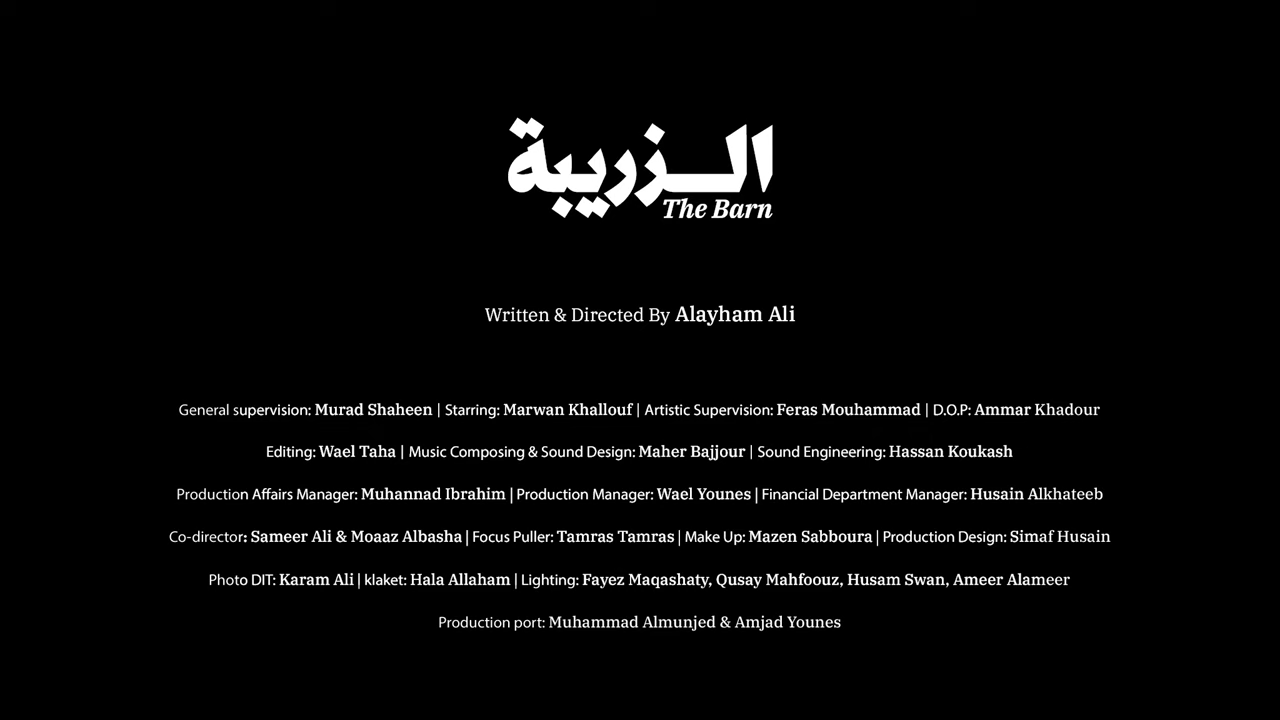 الـزريبة
The Barn
Written & Directed By Alayham Ali
General supervision: Murad Shaheen | Starring: Marwan Khallouf | Artistic Supervision: Feras Mouhammad | D.O.P: Ammar Khadour
Editing: Wael Taha | Music Composing & Sound Design: Maher Bajjour | Sound Engineering: Hassan Koukash
Production Affairs Manager: Muhannad Ibrahim | Production Manager: Wael Younes | Financial Department Manager: Husain Alkhateeb
Co-director: Sameer Ali & Moaaz Albasha | Focus Puller: Tamras Tamras | Make Up: Mazen Sabboura | Production Design: Simaf Husain
Photo DIT: Karam Ali | klaket: Hala Allaham | Lighting: Fayez Maqashaty, Qusay Mahfoouz, Husam Swan, Ameer Alameer
Production port: Muhammad Almunjed & Amjad Younes